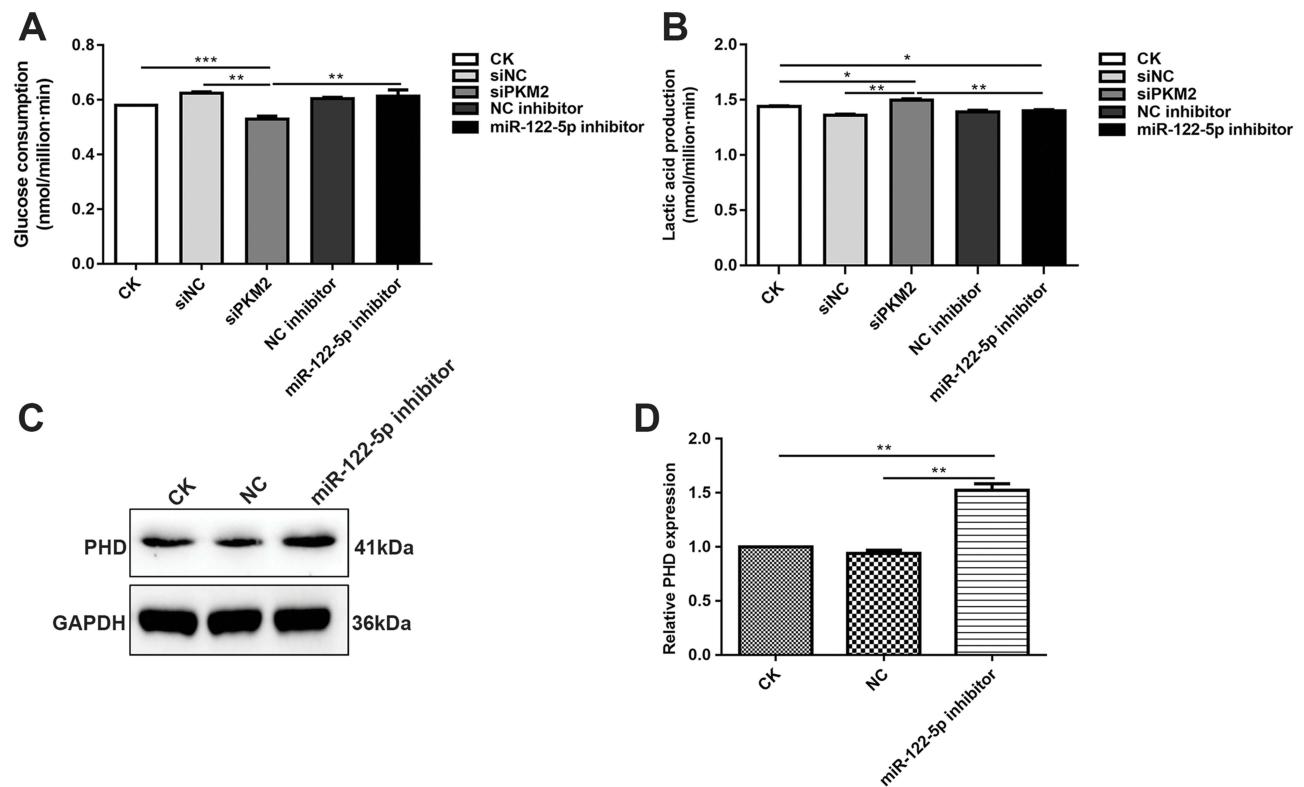 A
Glucose consumption
(nmol/million·min)
0.8
0.6
0.4
0.2
0.0
***
**
**
CK
siNC
siPKM2
NC inhibitor
miR-122-5p inhibitor
CK
siNC
siPKM2
NC inhibitor
miR-122-5p inhibitor
B
Lactic acid production
(nmol/million·min)
2.0
1.5
1.0
0.5
0.0
*
*
**
**
CK
siNC
siPKM2
NC inhibitor
miR-122-5p inhibitor
CK
siNC
siPKM2
NC inhibitor
miR-122-5p inhibitor
C
CK
NC
miR-122-5p inhibitor
PHD
41kDa
GAPDH
36kDa
D
Relative PHD expression
2.0
1.5
1.0
0.5
0.0
**
**
CK
NC
miR-122-5p inhibitor